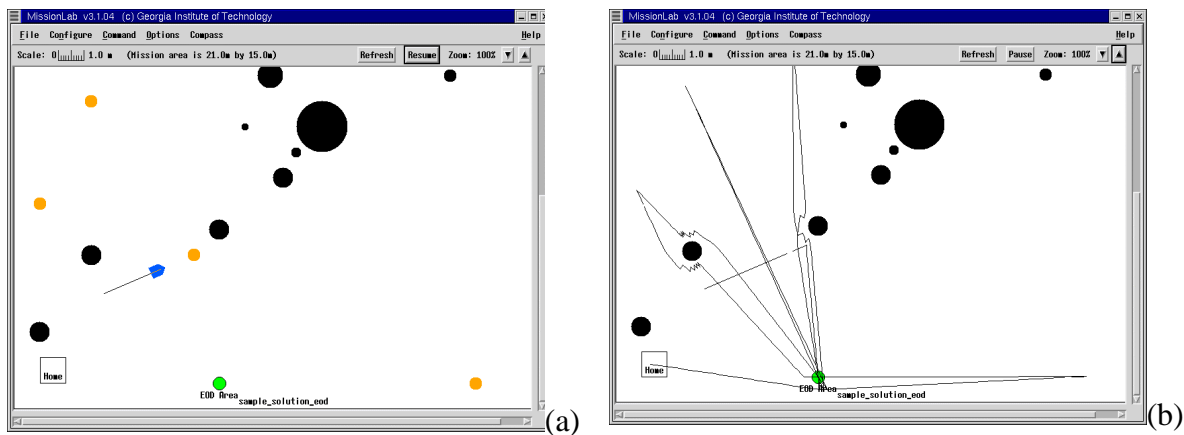 MissionLab v3.1.04 (c) Georgia Institute of Technology
File Configure Command Options Compass Help
Scale: 0 1.0 m (Mission area is 21.0m by 15.0m) Refresh Resume Zoom: 100%
Home
EOD Area
sample_solution_eod
(a)
MissionLab v3.1.04 (c) Georgia Institute of Technology
File Configure Command Options Compass Help
Scale: 0 1.0 m (Mission area is 21.0m by 15.0m) Refresh Pause Zoom: 100%
Home
EOD Area
sample_solution_eod
(b)